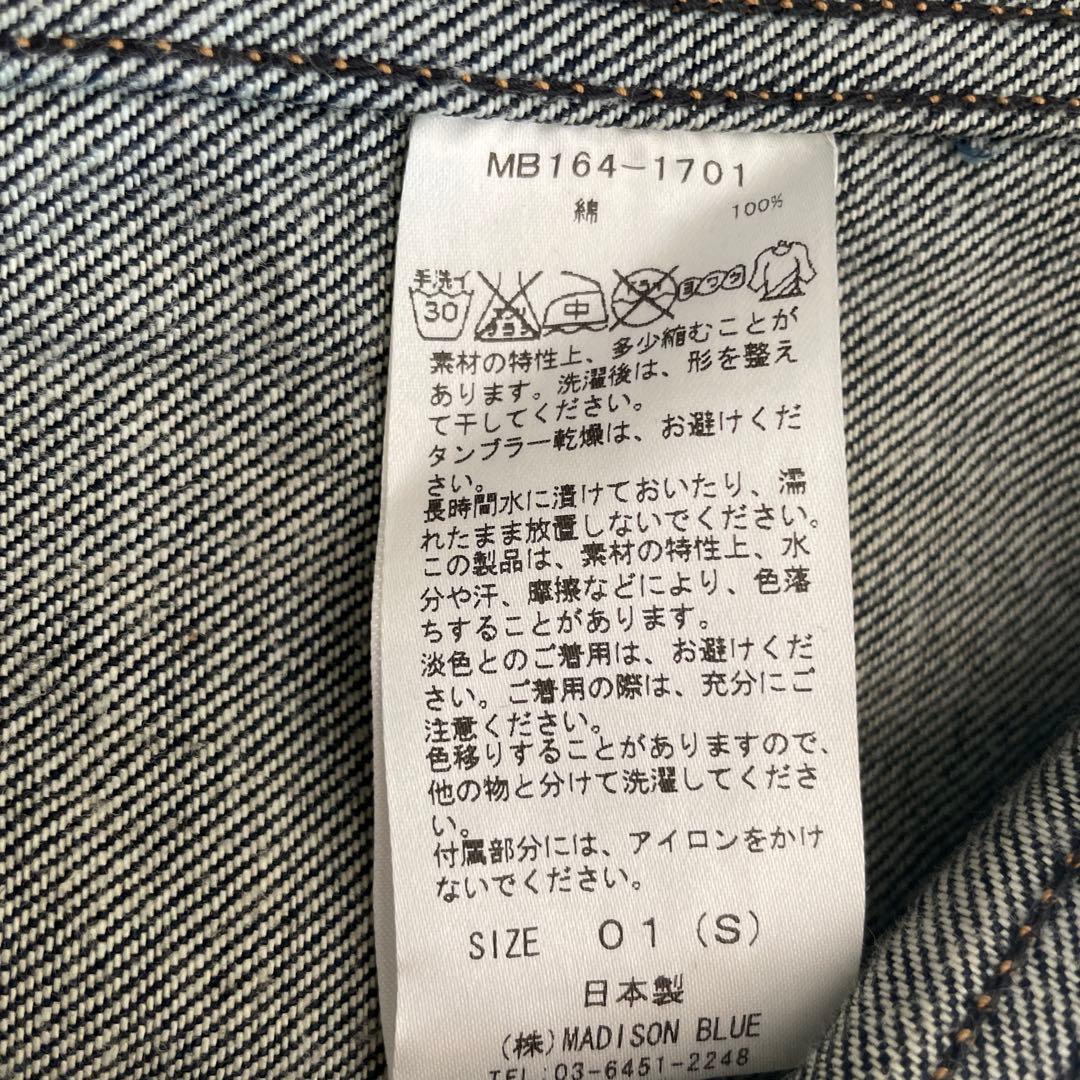 MB164-1701
綿 100%
手洗イ
30 エンソサラシ 中 ドライ ヨワク
素材の特性上、多少縮むことが
あります。洗濯後は、形を整え
て干してください。
タンブラー乾燥は、お避けくだ
さい。
長時間水に漬けておいたり、濡
れたまま放置しないでください。
この製品は、素材の特性上、水
分や汗、摩擦などにより、色落
ちすることがあります。
淡色とのご着用は、お避けくだ
さい。ご着用の際は、充分にご
注意ください。
色移りすることがありますので、
他の物と分けて洗濯してくださ
い。
付属部分には、アイロンをかけ
ないでください。
SIZE 01 (S)
日本製
(株)MADISON BLUE
TEL:03-6451-2248